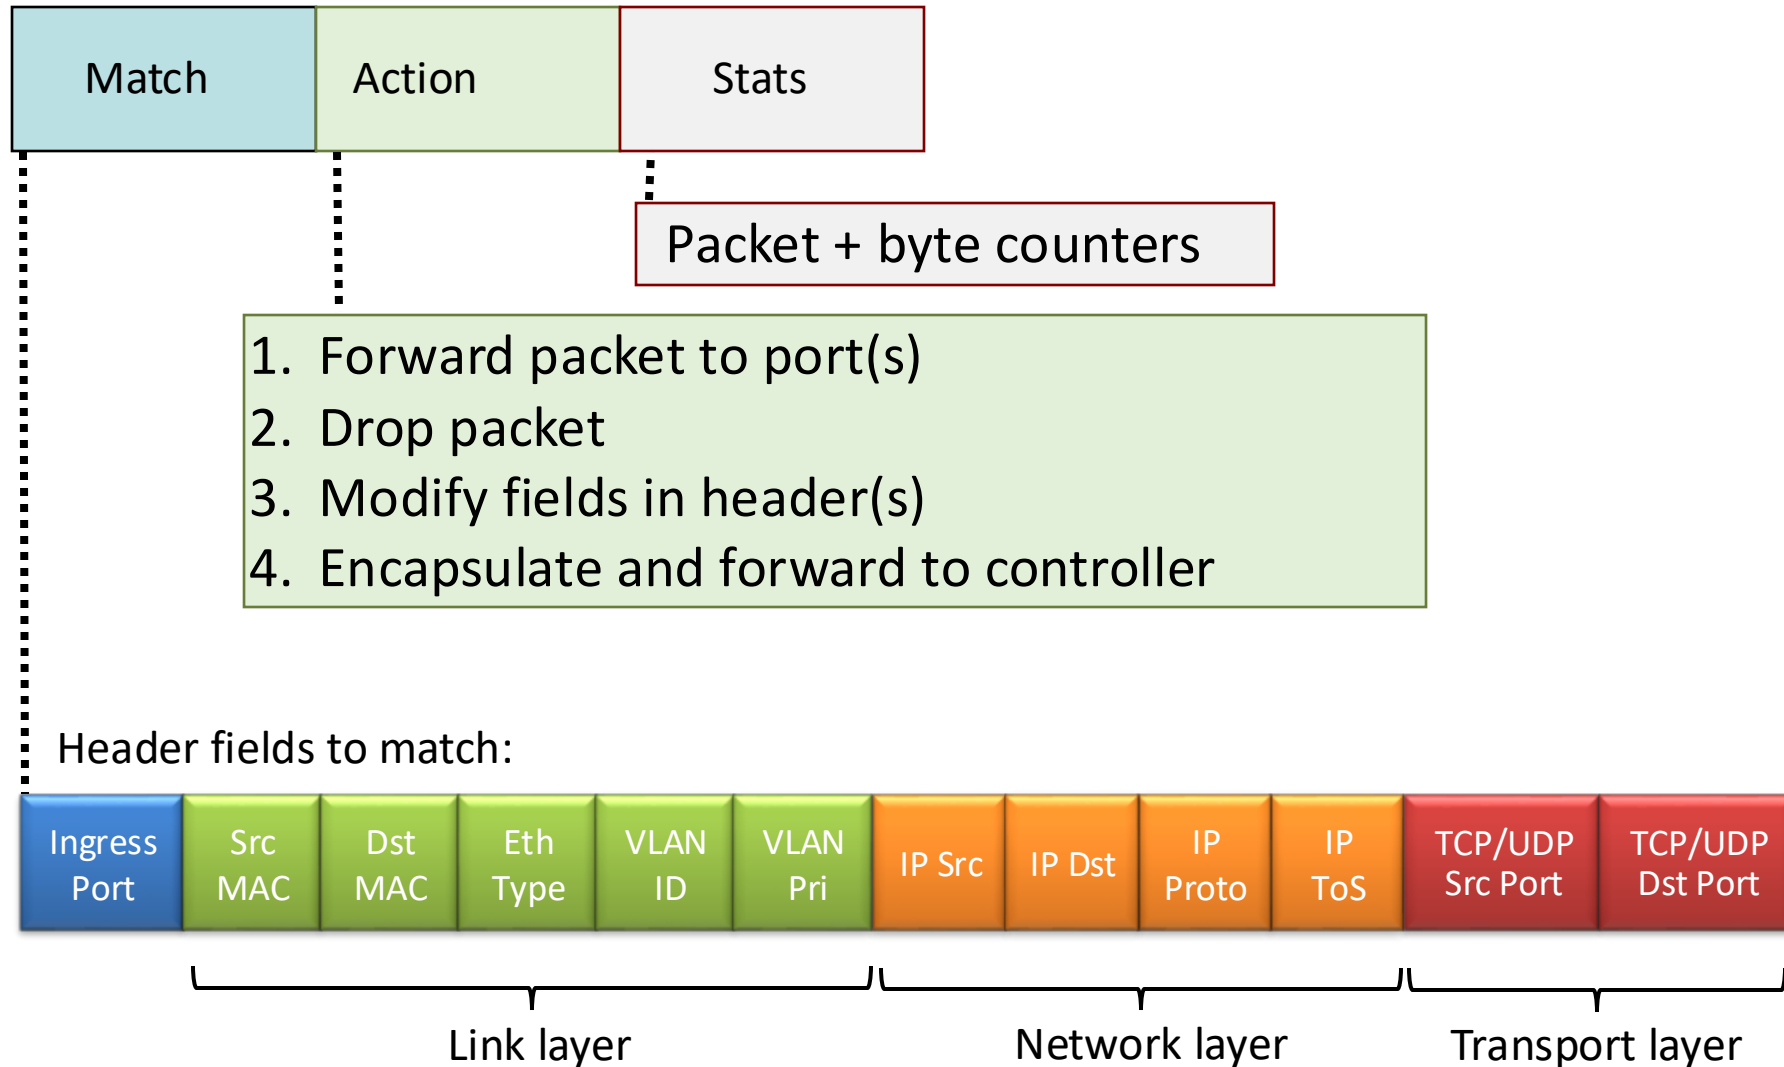 Match
Action
Stats
Packet + byte counters
1. Forward packet to port(s)
2. Drop packet
3. Modify fields in header(s)
4. Encapsulate and forward to controller
Header fields to match:
Ingress
Port
Src
MAC
Dst
MAC
Eth
Type
VLAN
ID
VLAN
Pri
IP Src
IP Dst
IP
Proto
IP
ToS
TCP/UDP
Src Port
TCP/UDP
Dst Port
Link layer
Network layer
Transport layer